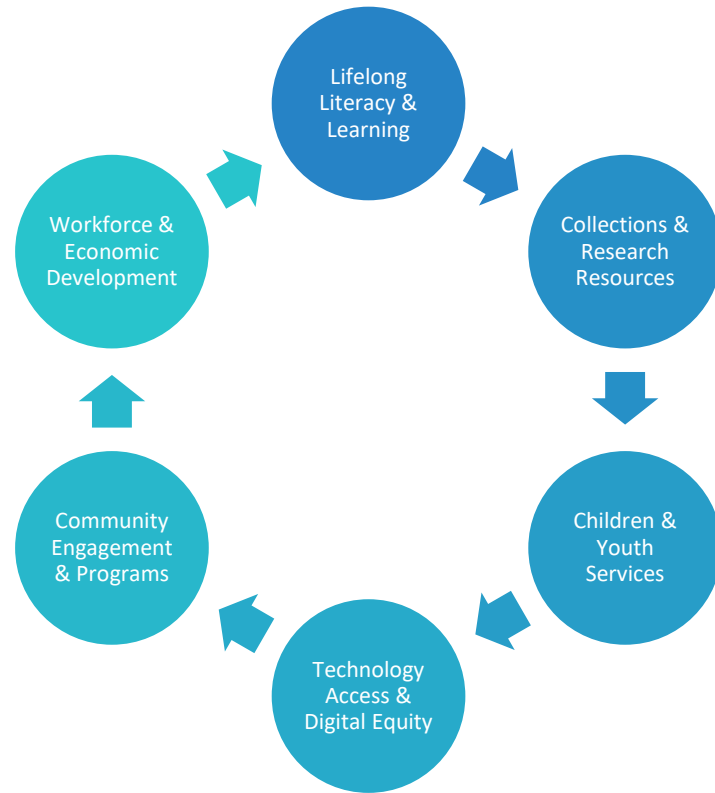 Lifelong
Literacy &
Learning
Collections &
Research
Resources
Children &
Youth
Services
Technology
Access &
Digital Equity
Community
Engagement
& Programs
Workforce &
Economic
Development